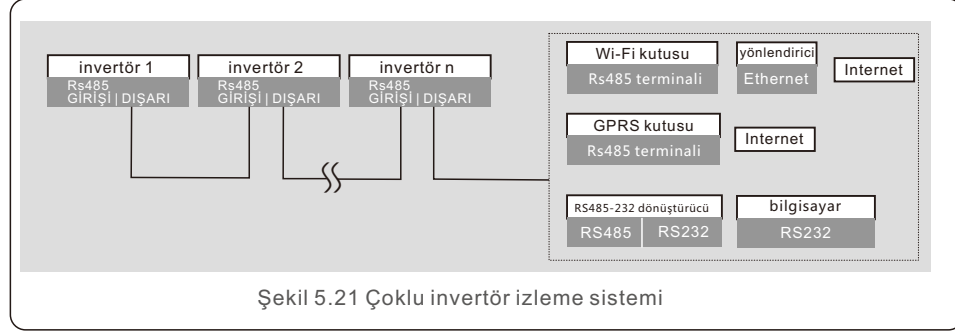 invertör 1
Rs485
GİRİŞİ | DIŞARI
invertör 2
Rs485
GİRİŞİ | DIŞARI
invertör n
Rs485
GİRİŞİ | DIŞARI
Wi-Fi kutusu
Rs485 terminali
yönlendirici
Ethernet
Internet
GPRS kutusu
Rs485 terminali
Internet
RS485-232 dönüştürücü
RS485 RS232
bilgisayar
RS232
Şekil 5.21 Çoklu invertör izleme sistemi